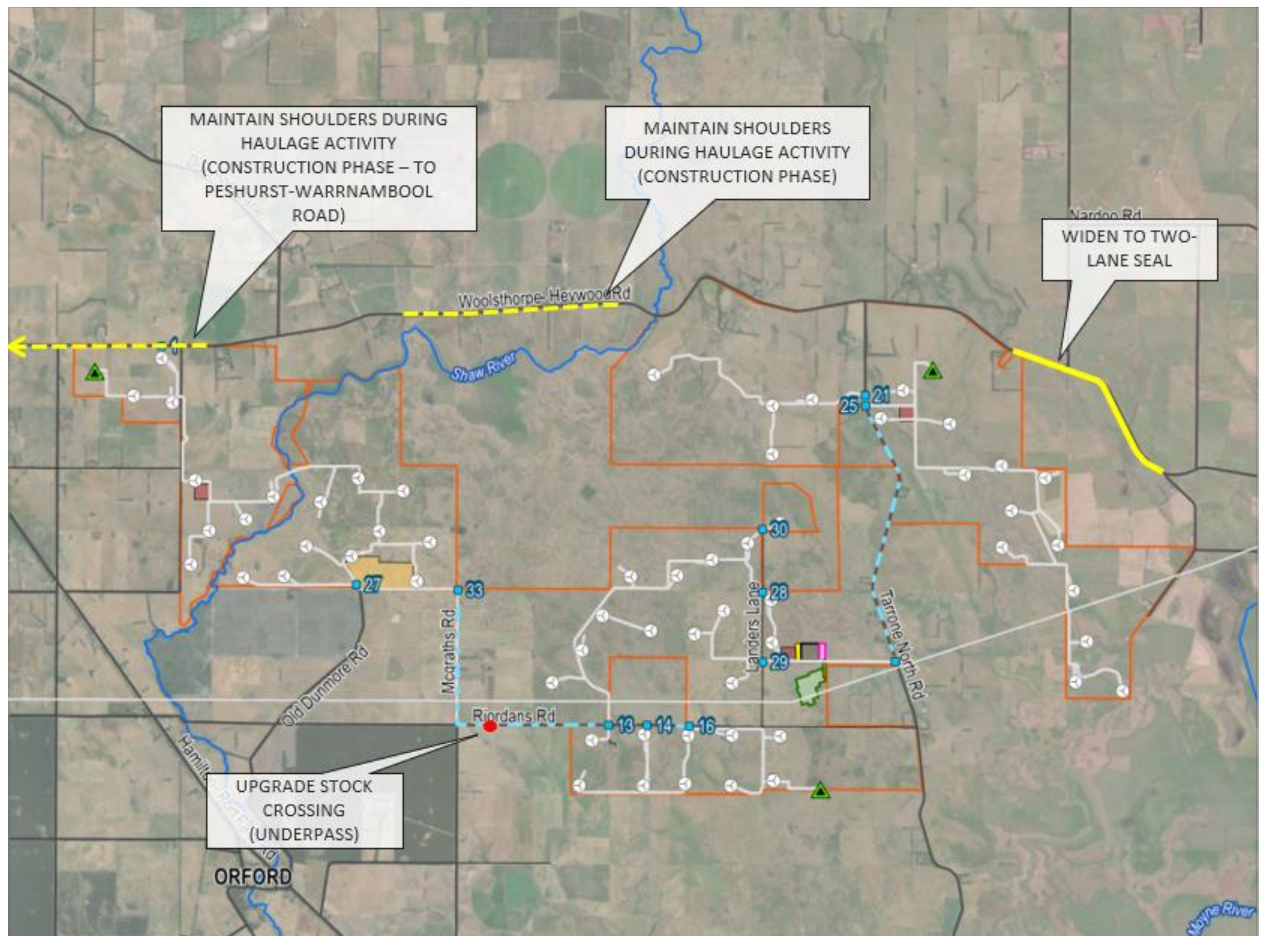 MAINTAIN SHOULDERS DURING
HAULAGE ACTIVITY
(CONSTRUCTION PHASE – TO
PESHURST-WARRNAMBOOL
ROAD)
MAINTAIN SHOULDERS
DURING HAULAGE ACTIVITY
(CONSTRUCTION PHASE)
Nardoo Rd
WIDEN TO TWO-
LANE SEAL
Woolsthorpe- Heywood Rd
Shaw River
21
25
30
27
33
28
Landers Lane
Mcgraths Rd
Tarrone North Rd
29
Old Dunmore Rd
Riordans Rd
13
14
16
UPGRADE STOCK
CROSSING
(UNDERPASS)
ORFORD
Moyne River